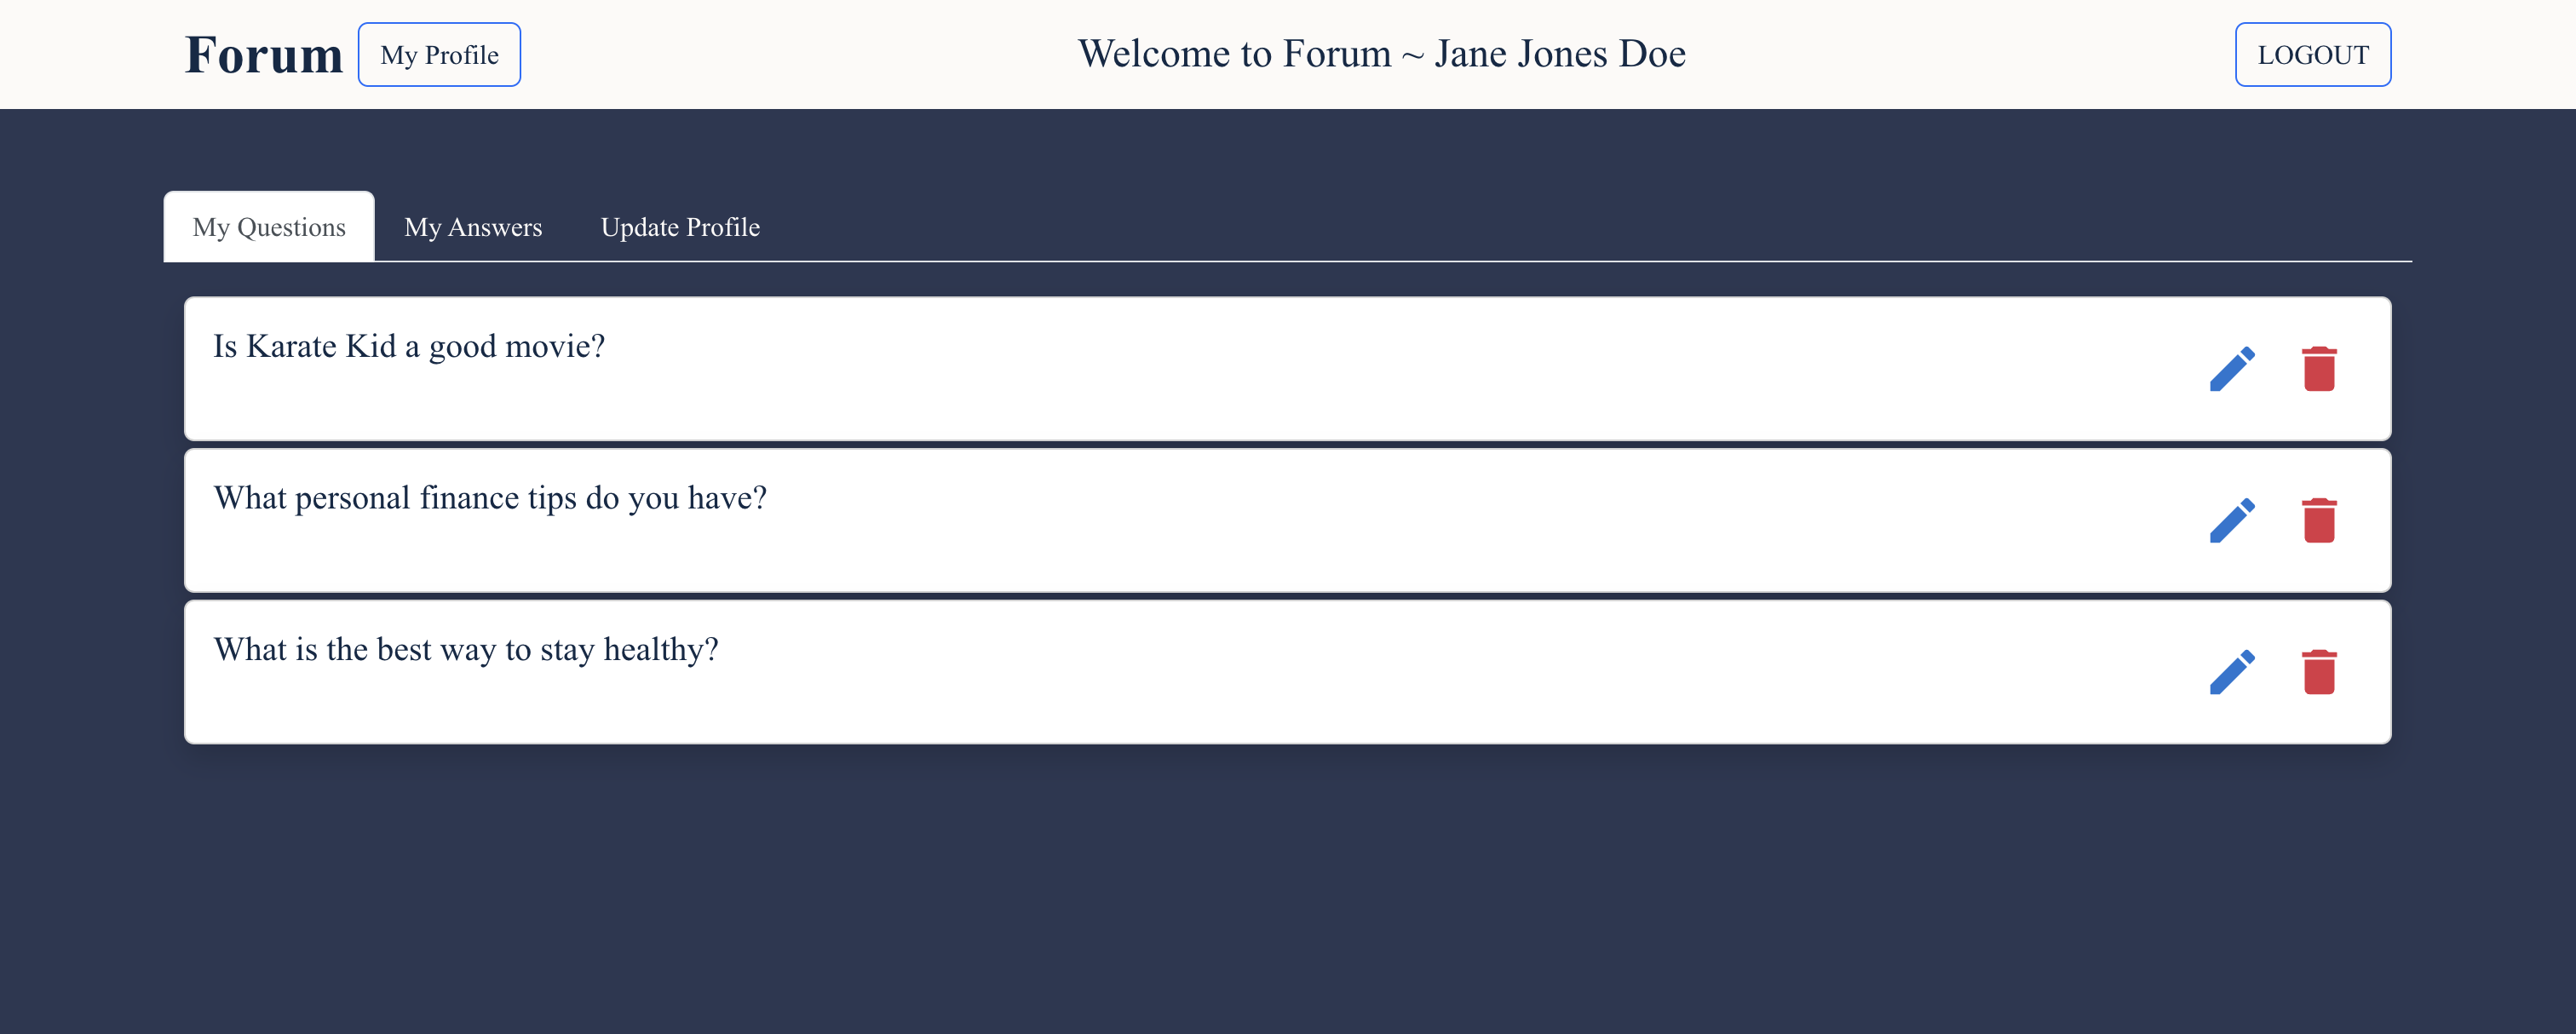 Forum My Profile Welcome to Forum ~ Jane Jones Doe LOGOUT
My Questions My Answers Update Profile
Is Karate Kid a good movie?
What personal finance tips do you have?
What is the best way to stay healthy?